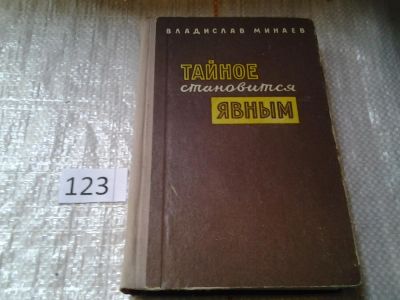 ВЛАДИСЛАВ МИНАЕВ
ТАЙНОЕ
становится
ЯВНЫМ
123